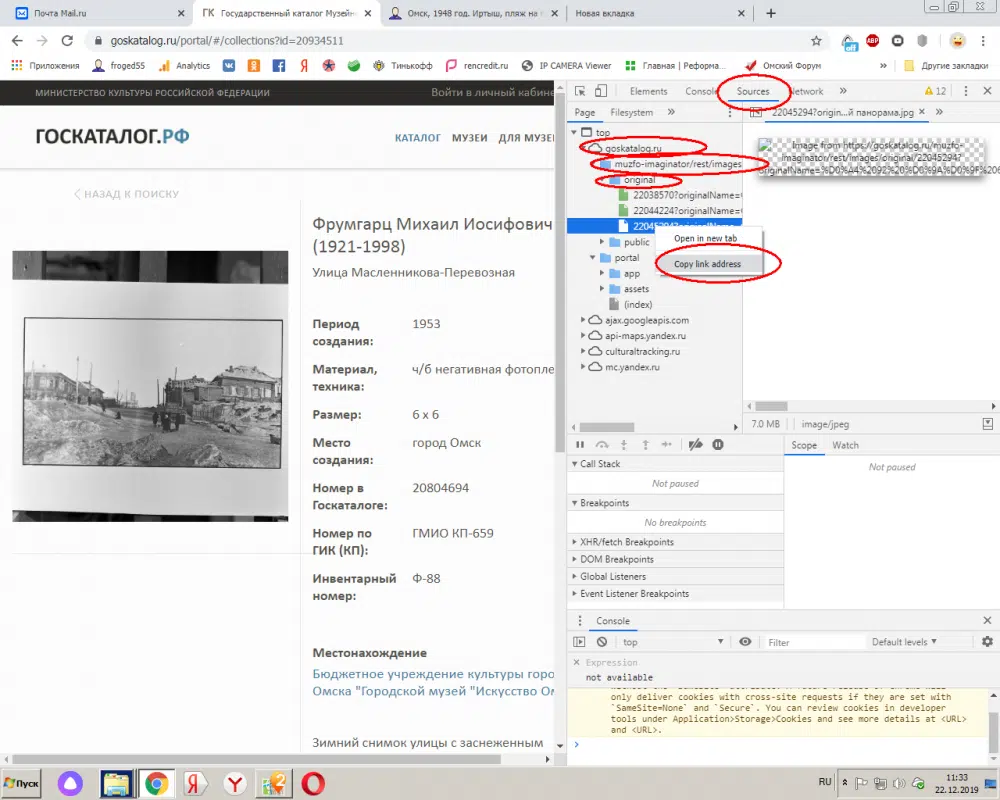 Почта Mail.ru
ГК Государственный каталог Музейн
Омск, 1948 год. Иртыш, пляж на г
Новая вкладка
goskatalog.ru/portal/#/collections?id=20934511
Приложения
froged55
Analytics
Тинькофф
rencredit.ru
IP CAMERA Viewer
Главная | Реформа...
Омский Форум
Другие закладки
МИНИСТЕРСТВО КУЛЬТУРЫ РОССИЙСКОЙ ФЕДЕРАЦИИ
Войти в личный кабине
ГОСКАТАЛОГ.РФ
КАТАЛОГ МУЗЕИ ДЛЯ МУЗЕ
НАЗАД К ПОИСКУ
Фрумгарц Михаил Иосифович
(1921-1998)
Улица Масленникова-Перевозная
Период
создания:
1953
Материал,
техника:
ч/б негативная фотопле
Размер:
6 х 6
Место
создания:
город Омск
Номер в
Госкаталоге:
20804694
Номер по
ГИК (КП):
ГМИО КП-659
Инвентарный
номер:
Ф-88
Местонахождение
Бюджетное учреждение культуры горо
Омска "Городской музей "Искусство Ом
Зимний снимок улицы с заснеженным
Elements Console Sources Network
12
Page Filesystem
22045294?origin...й панорама.jpg
top
goskatalog.ru
muzfo-imaginator/rest/images
original
22038570?originalName=
22044224?originalName=
22045294?originalName
public
portal
app
assets
(index)
ajax.googleapis.com
api-maps.yandex.ru
culturaltracking.ru
mc.yandex.ru
Open in new tab
Copy link address
Image from https://goskatalog.ru/muzfo-
imaginator/rest/images/original/22045294?
originalName=%D0%A4%2092%20%D0%9A%D0%9F%206
7.0 MB image/jpeg
Scope Watch
Not paused
Call Stack
Not paused
Breakpoints
No breakpoints
XHR/fetch Breakpoints
DOM Breakpoints
Global Listeners
Event Listener Breakpoints
Console
top
Filter
Default levels
Expression
not available
only deliver cookies with cross-site requests if they are set with
`SameSite=None` and `Secure`. You can review cookies in developer
tools under Application>Storage>Cookies and see more details at <URL>
and <URL>.
Пуск
RU
11:33
22.12.2019